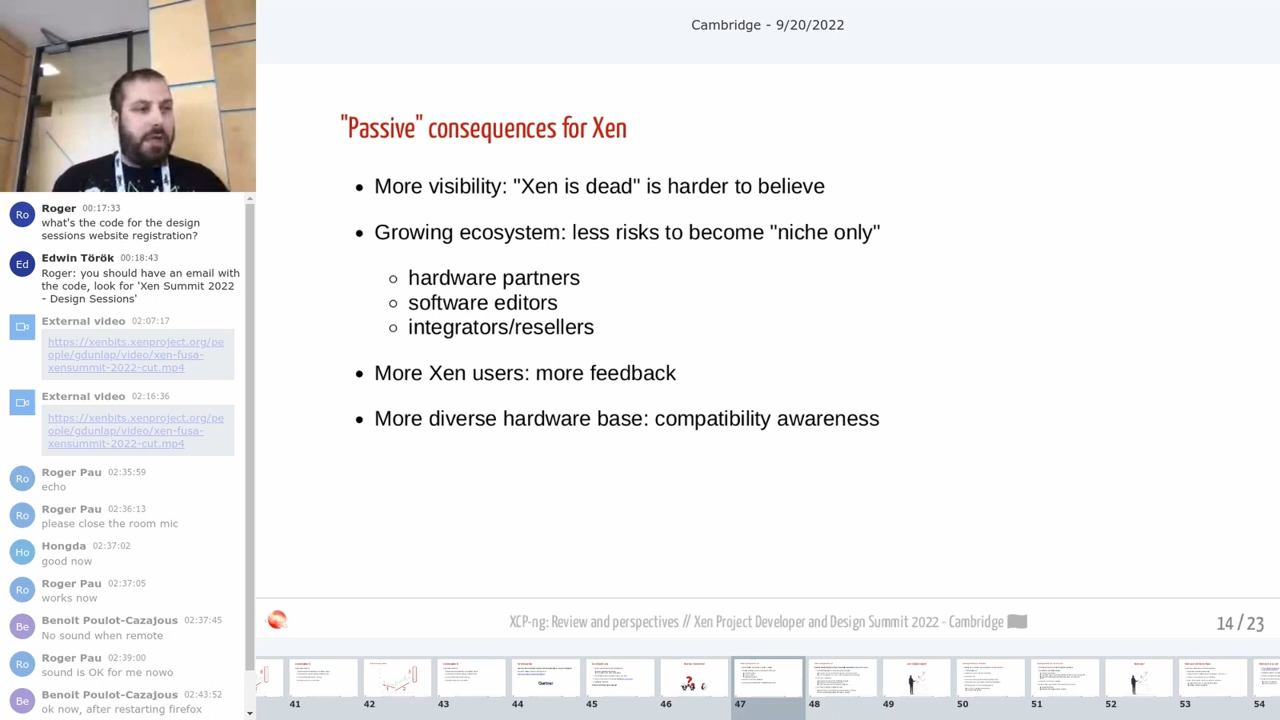 Cambridge - 9/20/2022
"Passive" consequences for Xen
More visibility: "Xen is dead" is harder to believe
Growing ecosystem: less risks to become "niche only"
hardware partners
software editors
integrators/resellers
More Xen users: more feedback
More diverse hardware base: compatibility awareness
XCP-ng: Review and perspectives // Xen Project Developer and Design Summit 2022 - Cambridge
14 / 23
Ro
Roger 00:17:33
what's the code for the design
sessions website registration?
Ed
Edwin Török 00:18:43
Roger: you should have an email with
the code, look for 'Xen Summit 2022
- Design Sessions'
External video 02:07:17
https://xenbits.xenproject.org/pe
ople/gdunlap/video/xen-fusa-
xensummit-2022-cut.mp4
External video 02:16:36
https://xenbits.xenproject.org/pe
ople/gdunlap/video/xen-fusa-
xensummit-2022-cut.mp4
Ro
Roger Pau 02:35:59
echo
Ro
Roger Pau 02:36:13
please close the room mic
Ho
Hongda 02:37:02
good now
Ro
Roger Pau 02:37:05
works now
Be
Benoit Poulot-Cazajous 02:37:45
No sound when remote
Ro
Roger Pau 02:39:00
sound is OK for me nowo
Be
Benoit Poulot-Cazajous 02:43:52
ok now, after restarting firefox
41 42 43 44 45 46 47 48 49 50 51 52 53 54